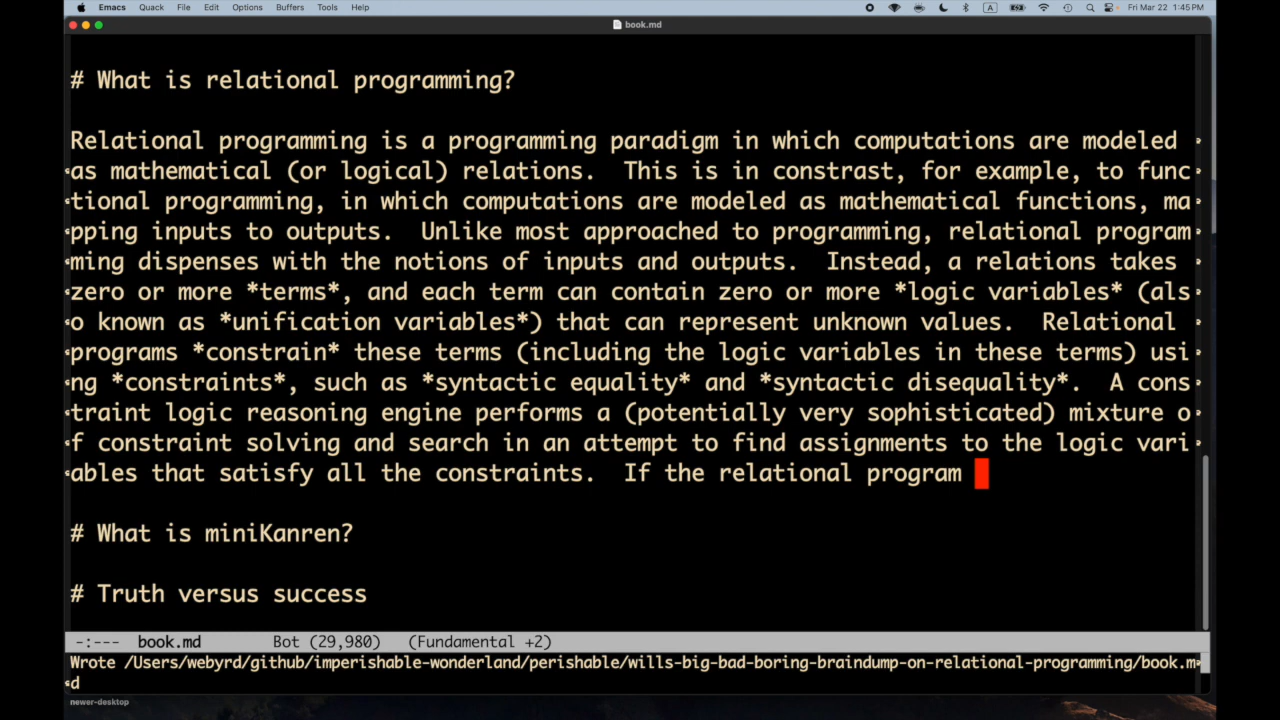 Emacs Quack File Edit Options Buffers Tools Help A Fri Mar 22 1:45 PM
book.md
# What is relational programming?
Relational programming is a programming paradigm in which computations are modeled
as mathematical (or logical) relations.  This is in constrast, for example, to func
tional programming, in which computations are modeled as mathematical functions, ma
pping inputs to outputs.  Unlike most approached to programming, relational program
ming dispenses with the notions of inputs and outputs.  Instead, a relations takes
zero or more *terms*, and each term can contain zero or more *logic variables* (als
o known as *unification variables*) that can represent unknown values.  Relational
programs *constrain* these terms (including the logic variables in these terms) usi
ng *constraints*, such as *syntactic equality* and *syntactic disequality*.  A cons
traint logic reasoning engine performs a (potentially very sophisticated) mixture o
f constraint solving and search in an attempt to find assignments to the logic vari
ables that satisfy all the constraints.  If the relational program
# What is miniKanren?
# Truth versus success
-:--- book.md Bot (29,980) (Fundamental +2)
Wrote /Users/webyrd/github/imperishable-wonderland/perishable/wills-big-bad-boring-braindump-on-relational-programming/book.m
d
newer-desktop